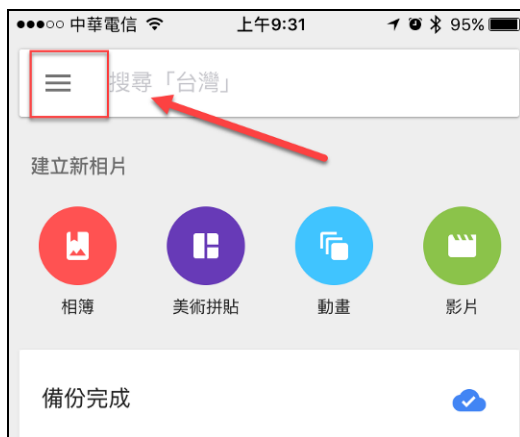 中華電信 上午9:31 95%
搜尋「台灣」
建立新相片
相簿 美術拼貼 動畫 影片
備份完成